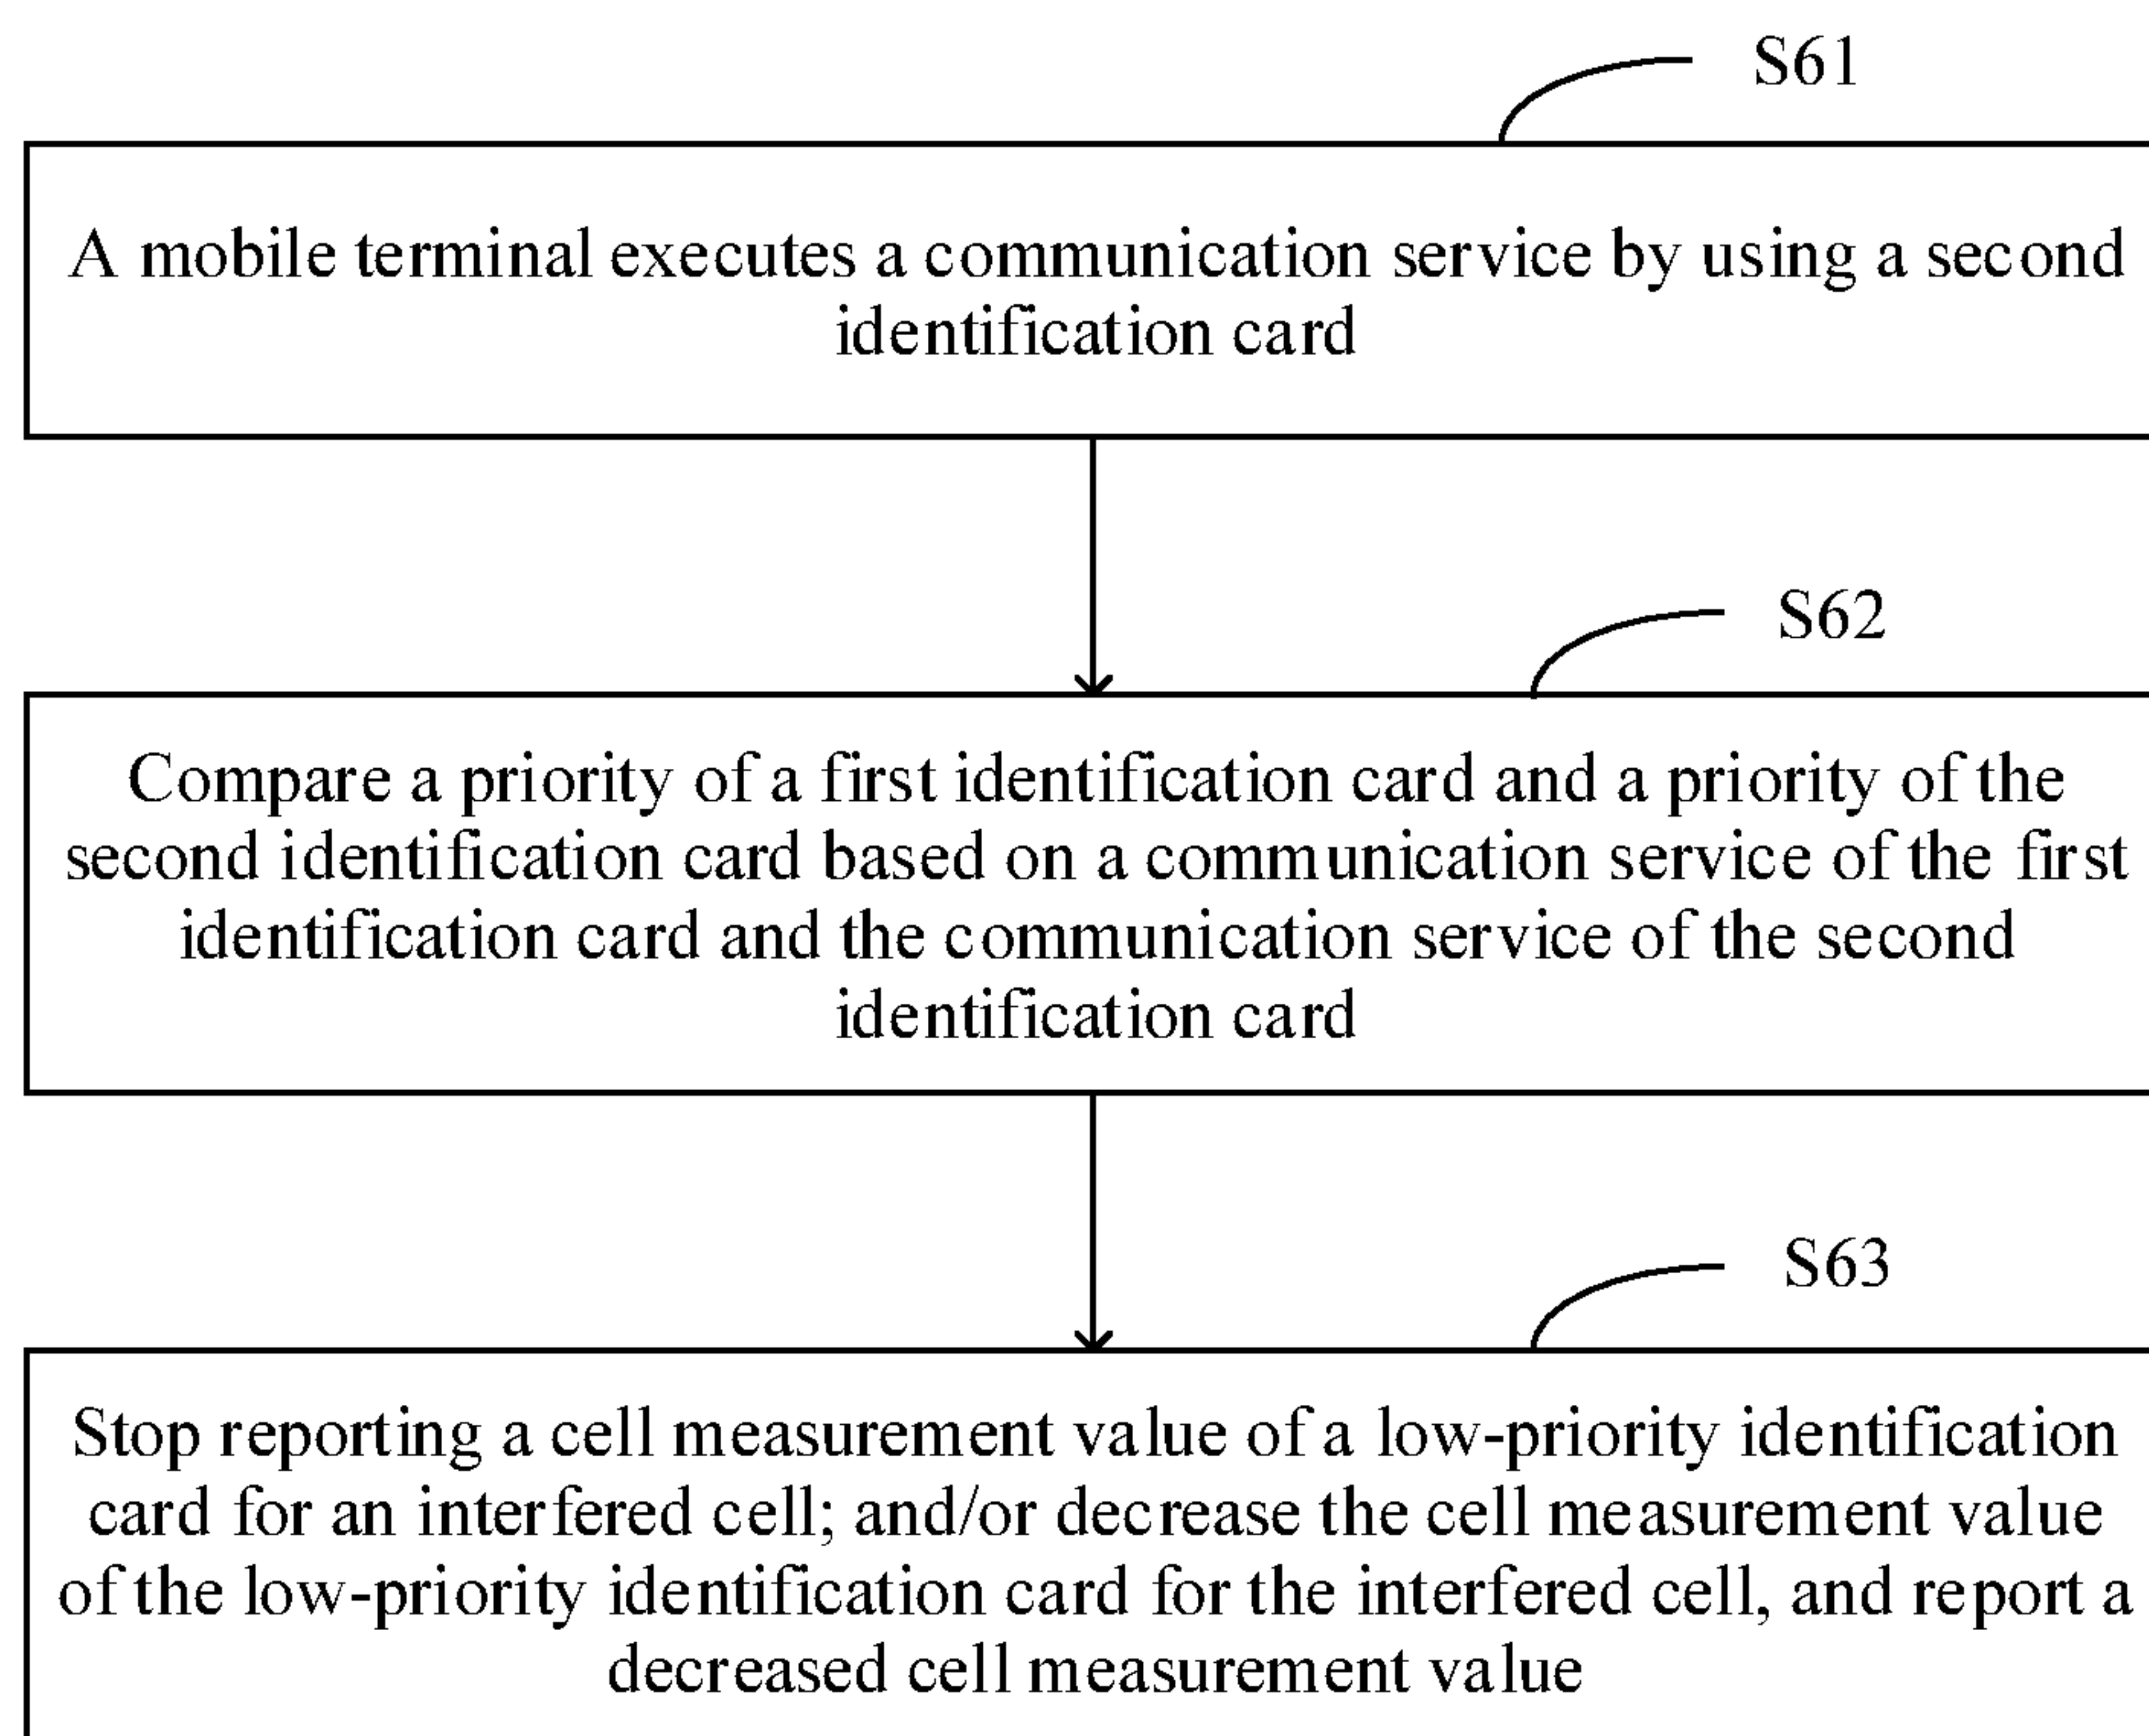 S61
A mobile terminal executes a communication service by using a second
identification card
S62
Compare a priority of a first identification card and a priority of the
second identification card based on a communication service of the first
identification card and the communication service of the second
identification card
S63
Stop reporting a cell measurement value of a low-priority identification
card for an interfered cell; and/or decrease the cell measurement value
of the low-priority identification card for the interfered cell, and report a
decreased cell measurement value